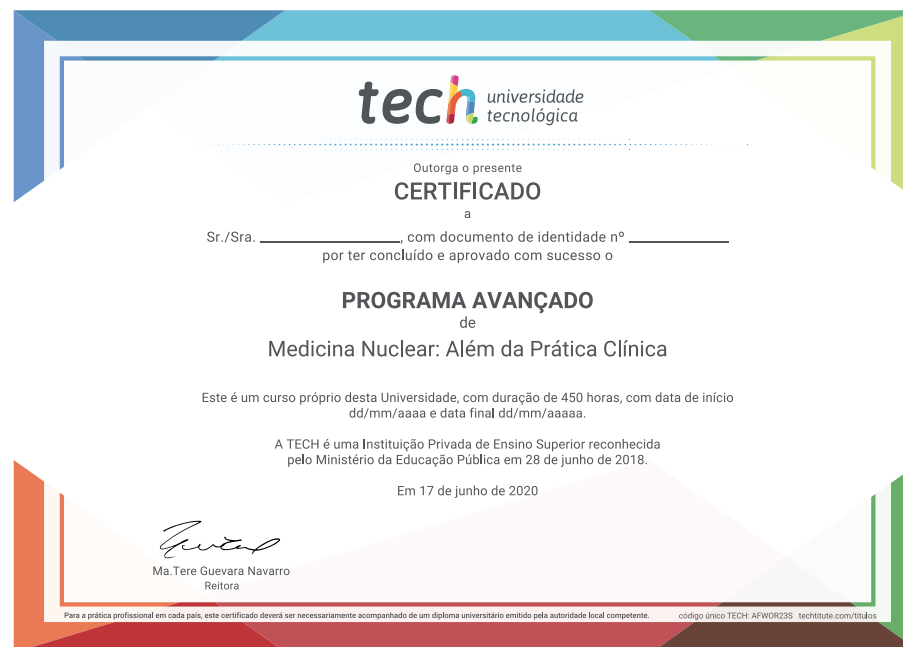 tech universidade
tecnológica
Outorga o presente
CERTIFICADO
a
Sr./Sra. ____________, com documento de identidade nº ____________
por ter concluído e aprovado com sucesso o
PROGRAMA AVANÇADO
de
Medicina Nuclear: Além da Prática Clínica
Este é um curso próprio desta Universidade, com duração de 450 horas, com data de início
dd/mm/aaaa e data final dd/mm/aaaaa.
A TECH é uma Instituição Privada de Ensino Superior reconhecida
pelo Ministério da Educação Pública em 28 de junho de 2018.
Em 17 de junho de 2020
Ma.Tere Guevara Navarro
Reitora
Para a prática profissional em cada país, este certificado deverá ser necessariamente acompanhado de um diploma universitário emitido pela autoridade local competente. código único TECH: AFWOR23S techtitute.com/titulos